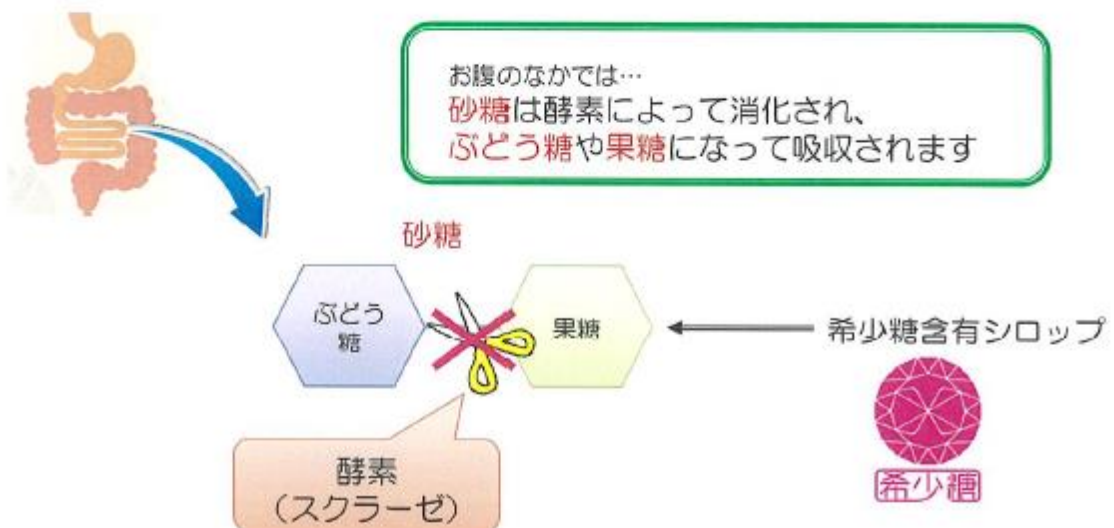 お腹のなかでは…
砂糖は酵素によって消化され、
ぶどう糖や果糖になって吸収されます
砂糖
ぶどう
糖
果糖
希少糖含有シロップ
希少糖
酵素
（スクラーゼ）